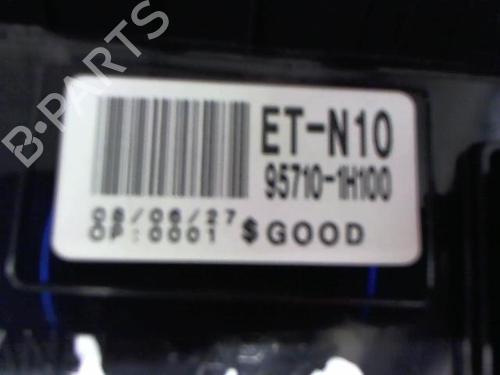 B-PARTS
ET-N10
95710-1H100
08/06/27
OP:0001 $GOOD